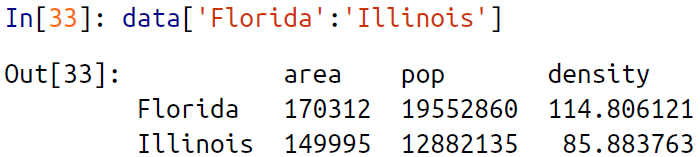 In[33]: data['Florida':'Illinois']
Out[33]: area pop density
Florida 170312 19552860 114.806121
Illinois 149995 12882135 85.883763